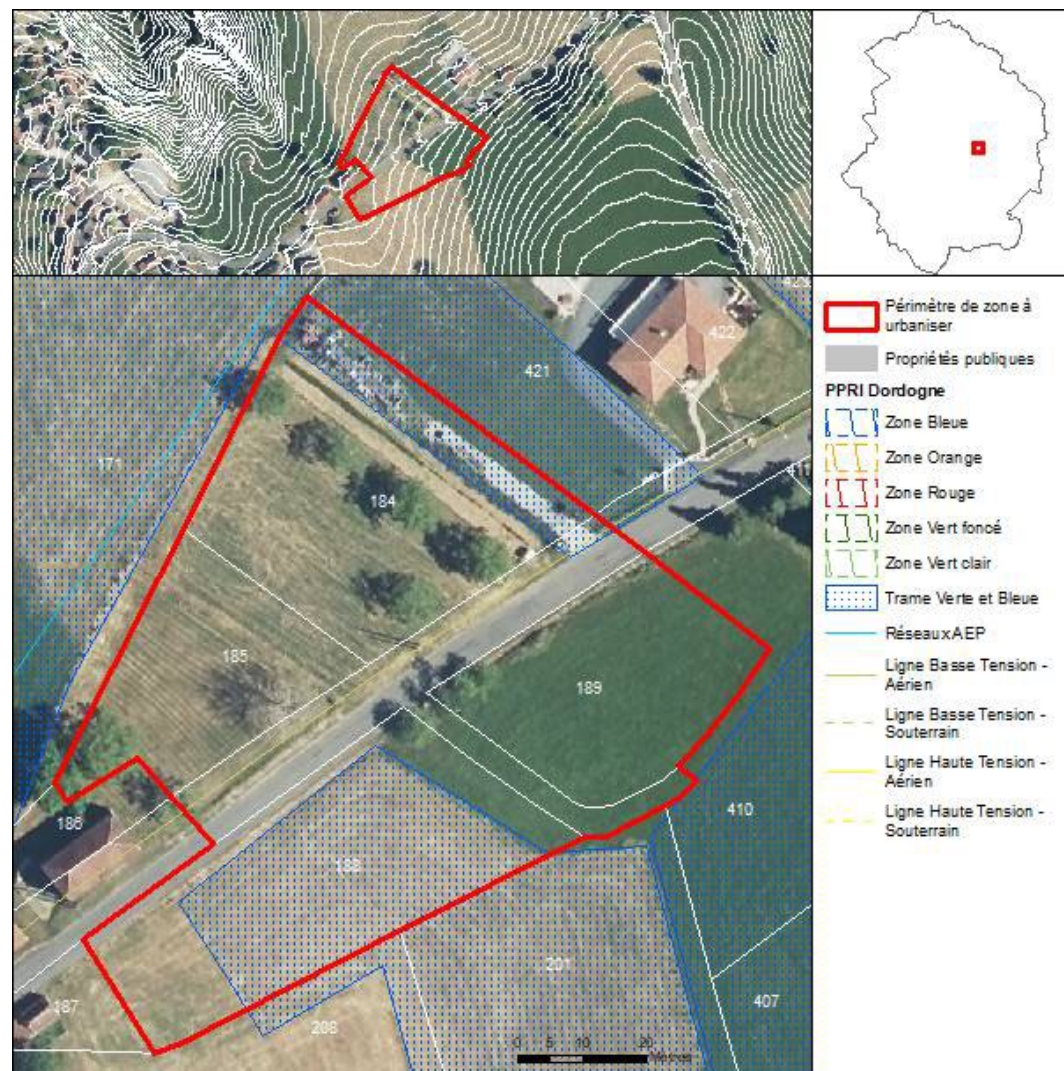 Périmètre de zone à
urbaniser
Propriétés publiques
PPRI Dordogne
Zone Bleue
Zone Orange
Zone Rouge
Zone Vert foncé
Zone Vert clair
Trame Verte et Bleue
Réseaux AEP
Ligne Basse Tension -
Aérien
Ligne Basse Tension -
Souterrain
Ligne Haute Tension -
Aérien
Ligne Haute Tension -
Souterrain
423
422
421
171
411
184
185
189
186
410
188
201
407
187
208
0 5 10 20
Mètres